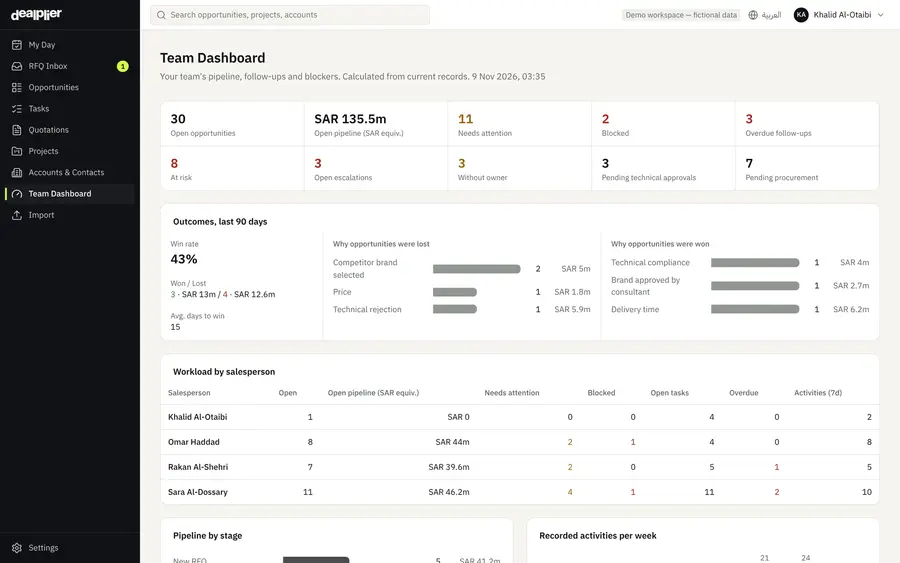 dealplier
Search opportunities, projects, accounts
Demo workspace — fictional data
العربية
KA
Khalid Al-Otaibi
My Day
RFQ Inbox
1
Opportunities
Tasks
Quotations
Projects
Accounts & Contacts
Team Dashboard
Import
Settings
Team Dashboard
Your team's pipeline, follow-ups and blockers. Calculated from current records. 9 Nov 2026, 03:35
30
Open opportunities
SAR 135.5m
Open pipeline (SAR equiv.)
11
Needs attention
2
Blocked
3
Overdue follow-ups
8
At risk
3
Open escalations
3
Without owner
3
Pending technical approvals
7
Pending procurement
Outcomes, last 90 days
Win rate
43%
Won / Lost
3 · SAR 13m / 4 · SAR 12.6m
Avg. days to win
15
Why opportunities were lost
Competitor brand
selected
2 SAR 5m
Price 1 SAR 1.8m
Technical rejection 1 SAR 5.9m
Why opportunities were won
Technical compliance 1 SAR 4m
Brand approved by
consultant
1 SAR 2.7m
Delivery time 1 SAR 6.2m
Workload by salesperson
Salesperson Open Open pipeline (SAR equiv.) Needs attention Blocked Open tasks Overdue Activities (7d)
Khalid Al-Otaibi 1 SAR 0 0 0 4 0 2
Omar Haddad 8 SAR 44m 2 1 4 0 8
Rakan Al-Shehri 7 SAR 39.6m 2 0 5 1 5
Sara Al-Dossary 11 SAR 46.2m 4 1 11 2 10
Pipeline by stage
New RFQ 5 SAR 41.2m
Recorded activities per week
21 24